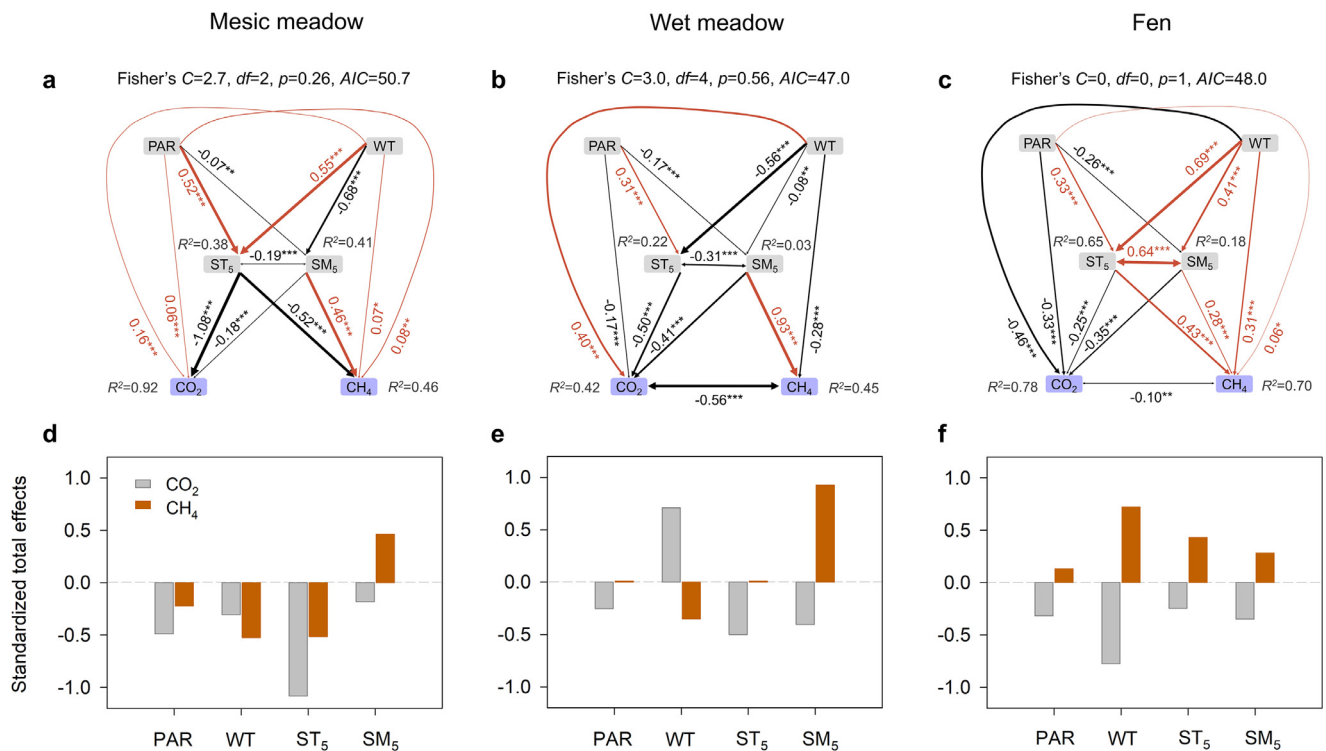 Mesic meadow
Wet meadow
Fen
a
Fisher's C=2.7, df=2, p=0.26, AIC=50.7
PAR
WT
-0.07**
0.55***
0.52***
-0.68***
R²=0.38
R²=0.41
ST₅
-0.19***
SM₅
0.16***
0.06***
-1.08***
-0.18***
-0.52***
0.46***
0.07*
0.08**
R²=0.92
CO₂
CH₄
R²=0.46
b
Fisher's C=3.0, df=4, p=0.56, AIC=47.0
PAR
WT
-0.17***
-0.56***
0.31***
-0.08**
R²=0.22
R²=0.03
ST₅
-0.31***
SM₅
0.40***
-0.17***
-0.50***
-0.41***
0.93***
-0.28***
R²=0.42
CO₂
CH₄
R²=0.45
-0.56***
c
Fisher's C=0, df=0, p=1, AIC=48.0
PAR
WT
-0.26***
0.69***
0.33***
0.41***
R²=0.65
R²=0.18
ST₅
0.64***
SM₅
-0.46***
-0.33***
-0.25***
-0.35***
0.43***
0.28***
0.31***
0.06*
R²=0.78
CO₂
CH₄
R²=0.70
-0.10**
d
Standardized total effects
1.0
0.5
0.0
-0.5
-1.0
CO₂
CH₄
PAR
WT
ST₅
SM₅
e
1.0
0.5
0.0
-0.5
-1.0
PAR
WT
ST₅
SM₅
f
1.0
0.5
0.0
-0.5
-1.0
PAR
WT
ST₅
SM₅